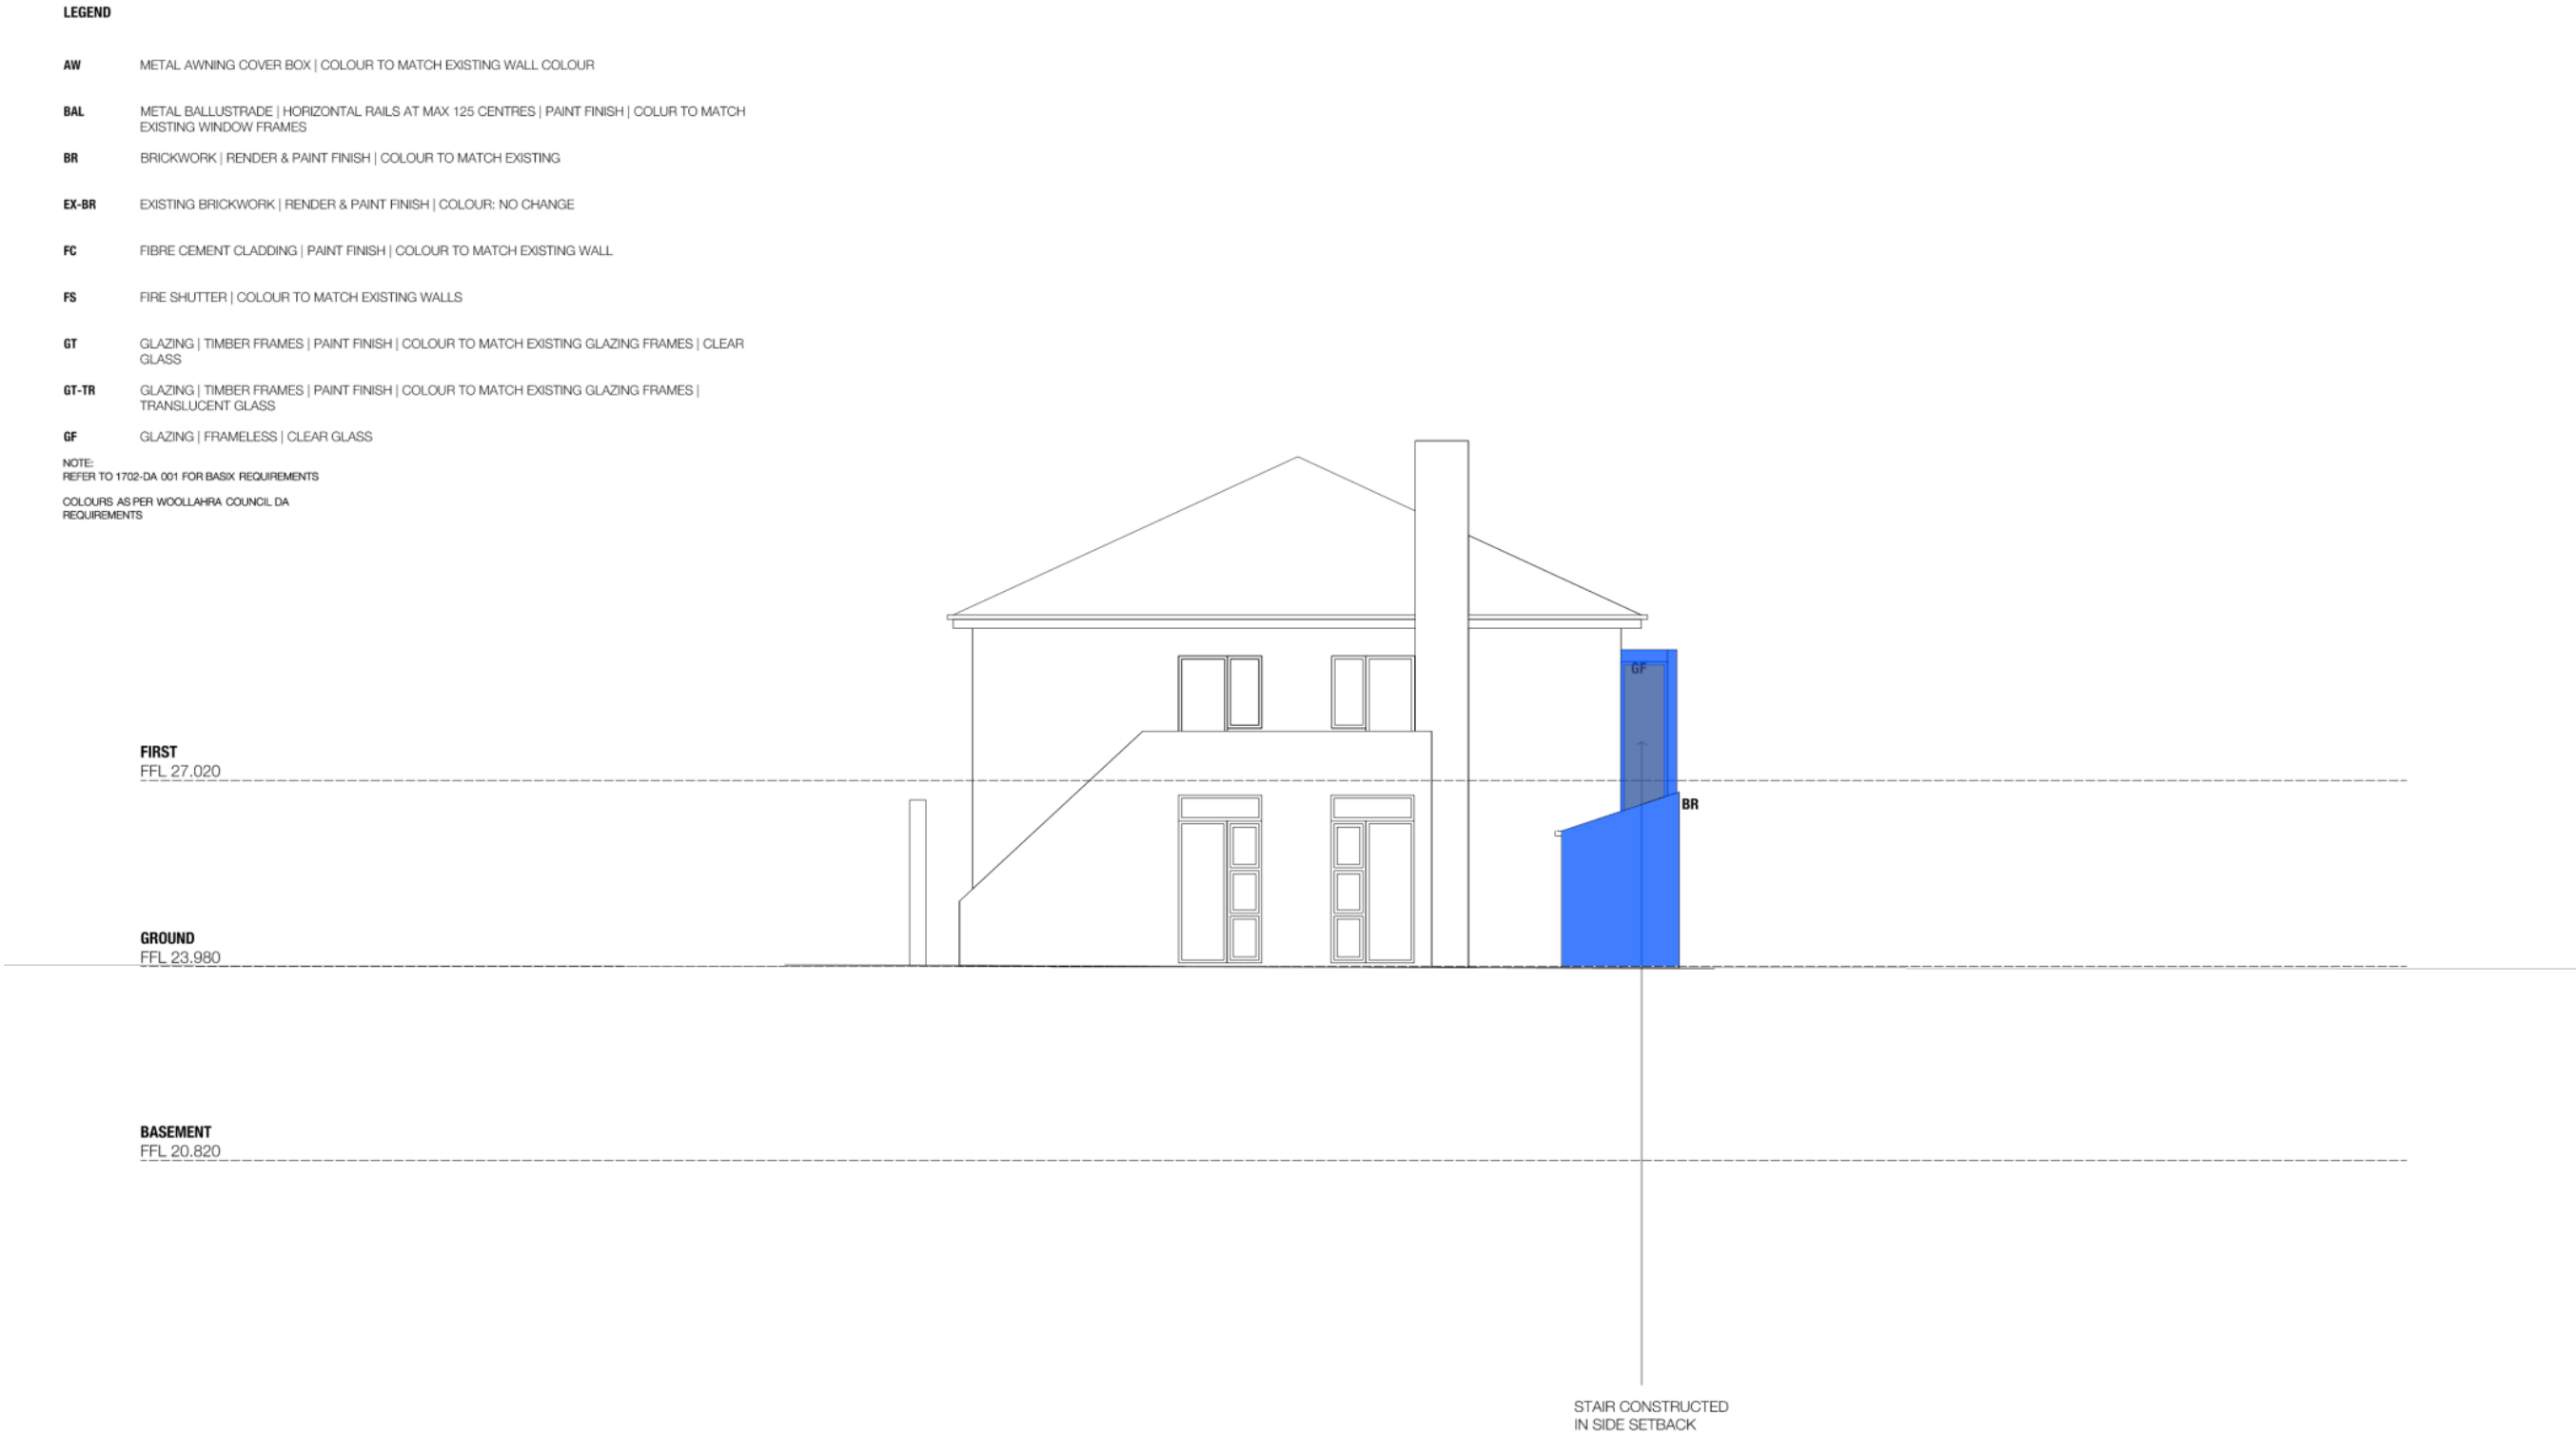 LEGEND
AW METAL AWNING COVER BOX | COLOUR TO MATCH EXISTING WALL COLOUR
BAL METAL BALLUSTRADE | HORIZONTAL RAILS AT MAX 125 CENTRES | PAINT FINISH | COLUR TO MATCH
EXISTING WINDOW FRAMES
BR BRICKWORK | RENDER & PAINT FINISH | COLOUR TO MATCH EXISTING
EX-BR EXISTING BRICKWORK | RENDER & PAINT FINISH | COLOUR: NO CHANGE
FC FIBRE CEMENT CLADDING | PAINT FINISH | COLOUR TO MATCH EXISTING WALL
FS FIRE SHUTTER | COLOUR TO MATCH EXISTING WALLS
GT GLAZING | TIMBER FRAMES | PAINT FINISH | COLOUR TO MATCH EXISTING GLAZING FRAMES | CLEAR
GLASS
GT-TR GLAZING | TIMBER FRAMES | PAINT FINISH | COLOUR TO MATCH EXISTING GLAZING FRAMES |
TRANSLUCENT GLASS
GF GLAZING | FRAMELESS | CLEAR GLASS
NOTE:
REFER TO 1702-DA 001 FOR BASIX REQUIREMENTS
COLOURS AS PER WOOLLAHRA COUNCIL DA
REQUIREMENTS
GF
FIRST
FFL 27.020
BR
GROUND
FFL 23.980
BASEMENT
FFL 20.820
STAIR CONSTRUCTED
IN SIDE SETBACK